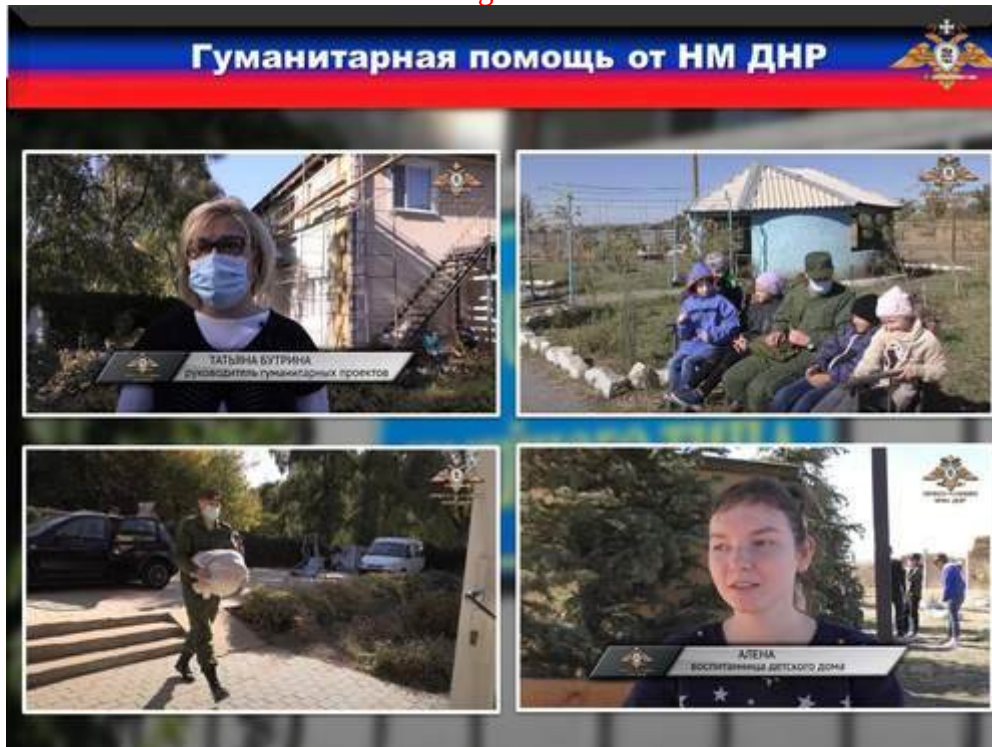 Гуманитарная помощь от НМ ДНР
ТАТЬЯНА БУТРИНА
руководитель гуманитарных проектов
АЛЕНА
воспитанница детского дома